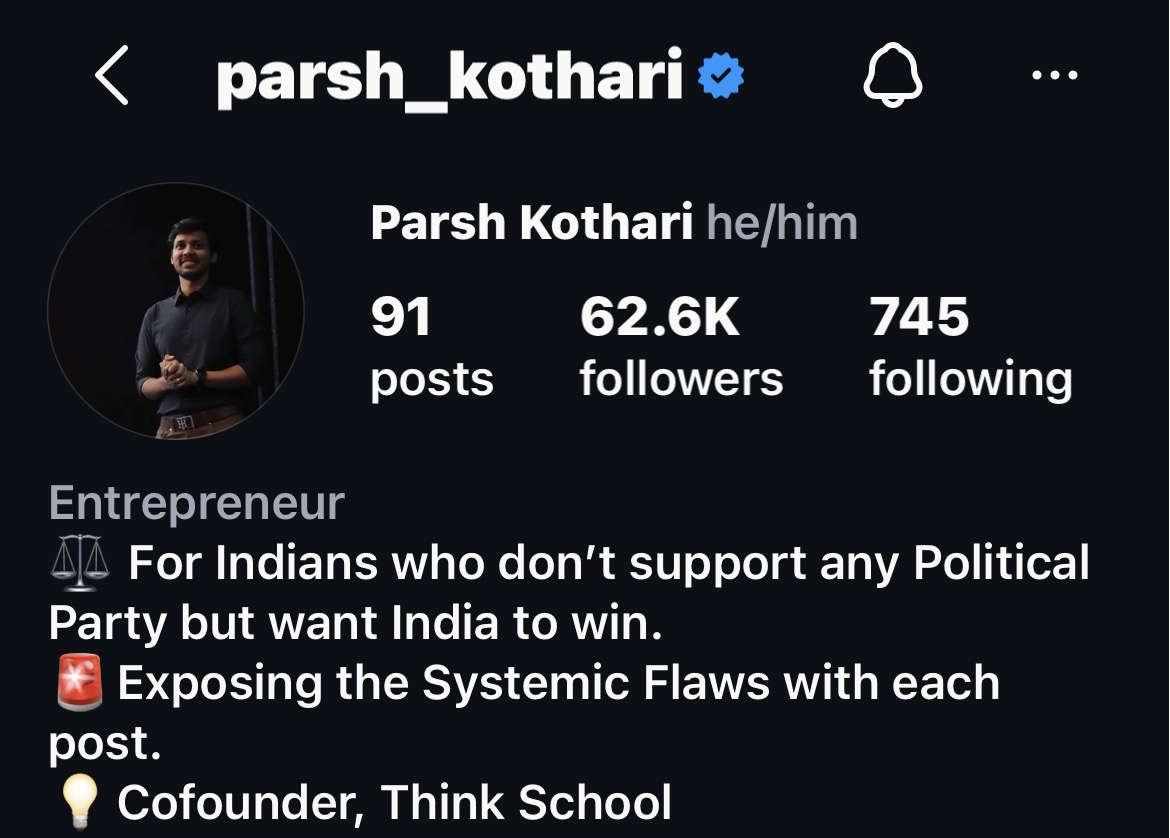 parsh_kothari
Parsh Kothari he/him
91 62.6K 745
posts followers following
Entrepreneur
⚖️ For Indians who don’t support any Political
Party but want India to win.
🚨 Exposing the Systemic Flaws with each
post.
💡 Cofounder, Think School